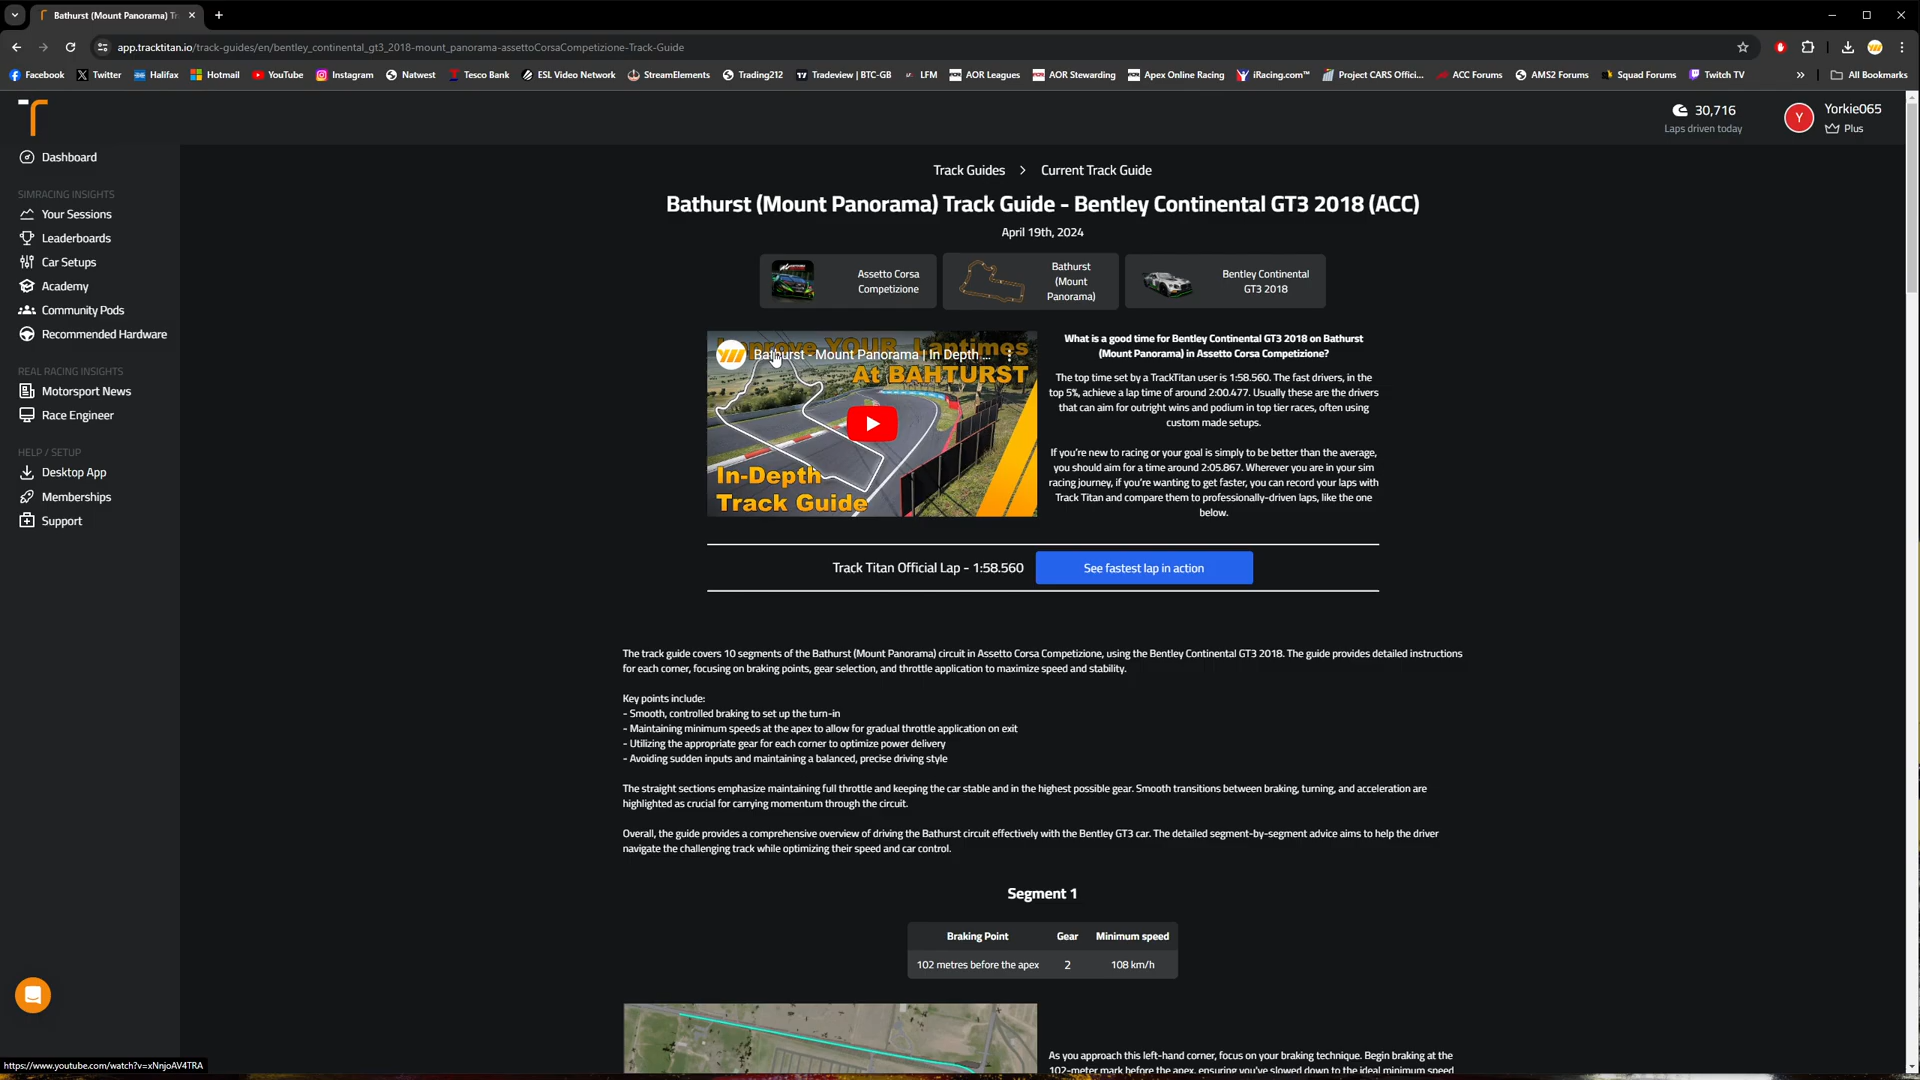 Bathurst (Mount Panorama) Tr
app.tracktitan.io/track-guides/en/bentley_continental_gt3_2018-mount_panorama-assettoCorsaCompetizione-Track-Guide
Facebook Twitter Halifax Hotmail YouTube Instagram Natwest Tesco Bank ESL Video Network StreamElements Trading212 Tradeview | BTC-GB LFM AOR Leagues AOR Stewarding Apex Online Racing iRacing.com™ Project CARS Offici... ACC Forums AMS2 Forums Squad Forums Twitch TV » All Bookmarks
30,716
Laps driven today
Y
Yorkie065
Plus
Dashboard
SIMRACING INSIGHTS
Your Sessions
Leaderboards
Car Setups
Academy
Community Pods
Recommended Hardware
REAL RACING INSIGHTS
Motorsport News
Race Engineer
HELP / SETUP
Desktop App
Memberships
Support
Track Guides > Current Track Guide
Bathurst (Mount Panorama) Track Guide - Bentley Continental GT3 2018 (ACC)
April 19th, 2024
Assetto Corsa
Competizione
Bathurst
(Mount
Panorama)
Bentley Continental
GT3 2018
Improve YOUR Laptimes
Bathurst - Mount Panorama | In Depth ...
At BAHTURST
In-Depth
Track Guide
What is a good time for Bentley Continental GT3 2018 on Bathurst
(Mount Panorama) in Assetto Corsa Competizione?
The top time set by a TrackTitan user is 1:58.560. The fast drivers, in the
top 5%, achieve a lap time of around 2:00.477. Usually these are the drivers
that can aim for outright wins and podium in top tier races, often using
custom made setups.
If you're new to racing or your goal is simply to be better than the average,
you should aim for a time around 2:05.867. Wherever you are in your sim
racing journey, if you're wanting to get faster, you can record your laps with
Track Titan and compare them to professionally-driven laps, like the one
below.
Track Titan Official Lap - 1:58.560
See fastest lap in action
The track guide covers 10 segments of the Bathurst (Mount Panorama) circuit in Assetto Corsa Competizione, using the Bentley Continental GT3 2018. The guide provides detailed instructions
for each corner, focusing on braking points, gear selection, and throttle application to maximize speed and stability.
Key points include:
- Smooth, controlled braking to set up the turn-in
- Maintaining minimum speeds at the apex to allow for gradual throttle application on exit
- Utilizing the appropriate gear for each corner to optimize power delivery
- Avoiding sudden inputs and maintaining a balanced, precise driving style
The straight sections emphasize maintaining full throttle and keeping the car stable and in the highest possible gear. Smooth transitions between braking, turning, and acceleration are
highlighted as crucial for carrying momentum through the circuit.
Overall, the guide provides a comprehensive overview of driving the Bathurst circuit effectively with the Bentley GT3 car. The detailed segment-by-segment advice aims to help the driver
navigate the challenging track while optimizing their speed and car control.
Segment 1
Braking Point Gear Minimum speed
102 metres before the apex 2 108 km/h
As you approach this left-hand corner, focus on your braking technique. Begin braking at the
102-meter mark before the apex, ensuring you've slowed down to the ideal minimum speed
https://www.youtube.com/watch?v=xNnjoAV4TRA